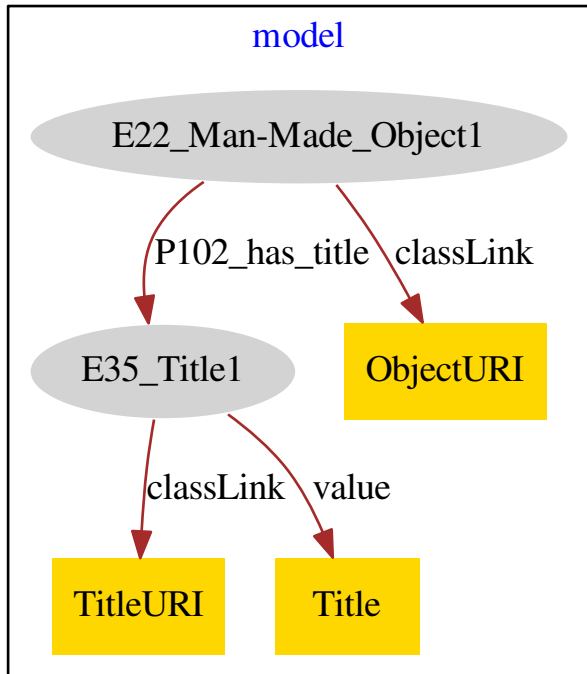 model
E22_Man-Made_Object1
P102_has_title classLink
E35_Title1 ObjectURI
classLink value
TitleURI Title